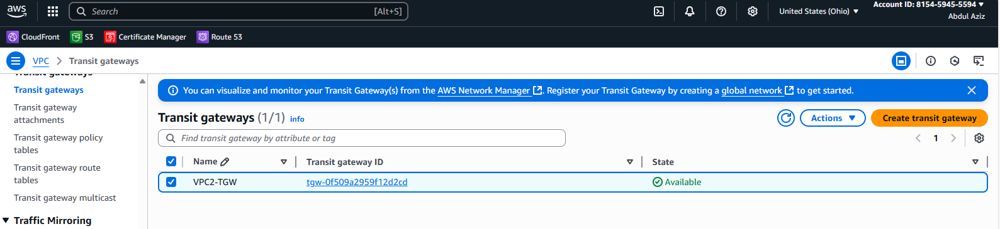 aws
Search [Alt+S]
United States (Ohio)
Account ID: 8154-5945-5594
Abdul Aziz
CloudFront S3 Certificate Manager Route 53
VPC Transit gateways
Transit gateways
Transit gateways
Transit gateway
attachments
Transit gateway policy
tables
Transit gateway route
tables
Transit gateway multicast
Traffic Mirroring
You can visualize and monitor your Transit Gateway(s) from the AWS Network Manager. Register your Transit Gateway by creating a global network to get started.
Transit gateways (1/1) info
Actions
Create transit gateway
Find transit gateway by attribute or tag
1
Name Transit gateway ID State
VPC2-TGW tgw-0f509a2959f12d2cd Available